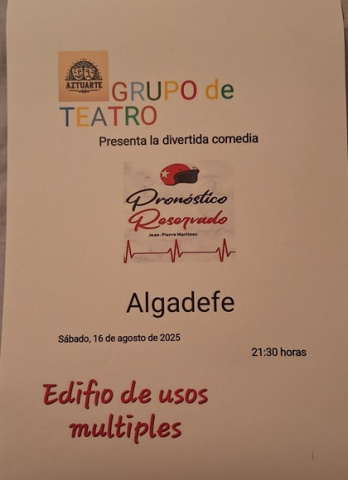 AZTUARTE
GRUPO de
TEATRO
Presenta la divertida comedia
Pronóstico
Reservado
Jean-Pierre Martinez
Algadefe
Sábado, 16 de agosto de 2025
21:30 horas
Edifio de usos
multiples